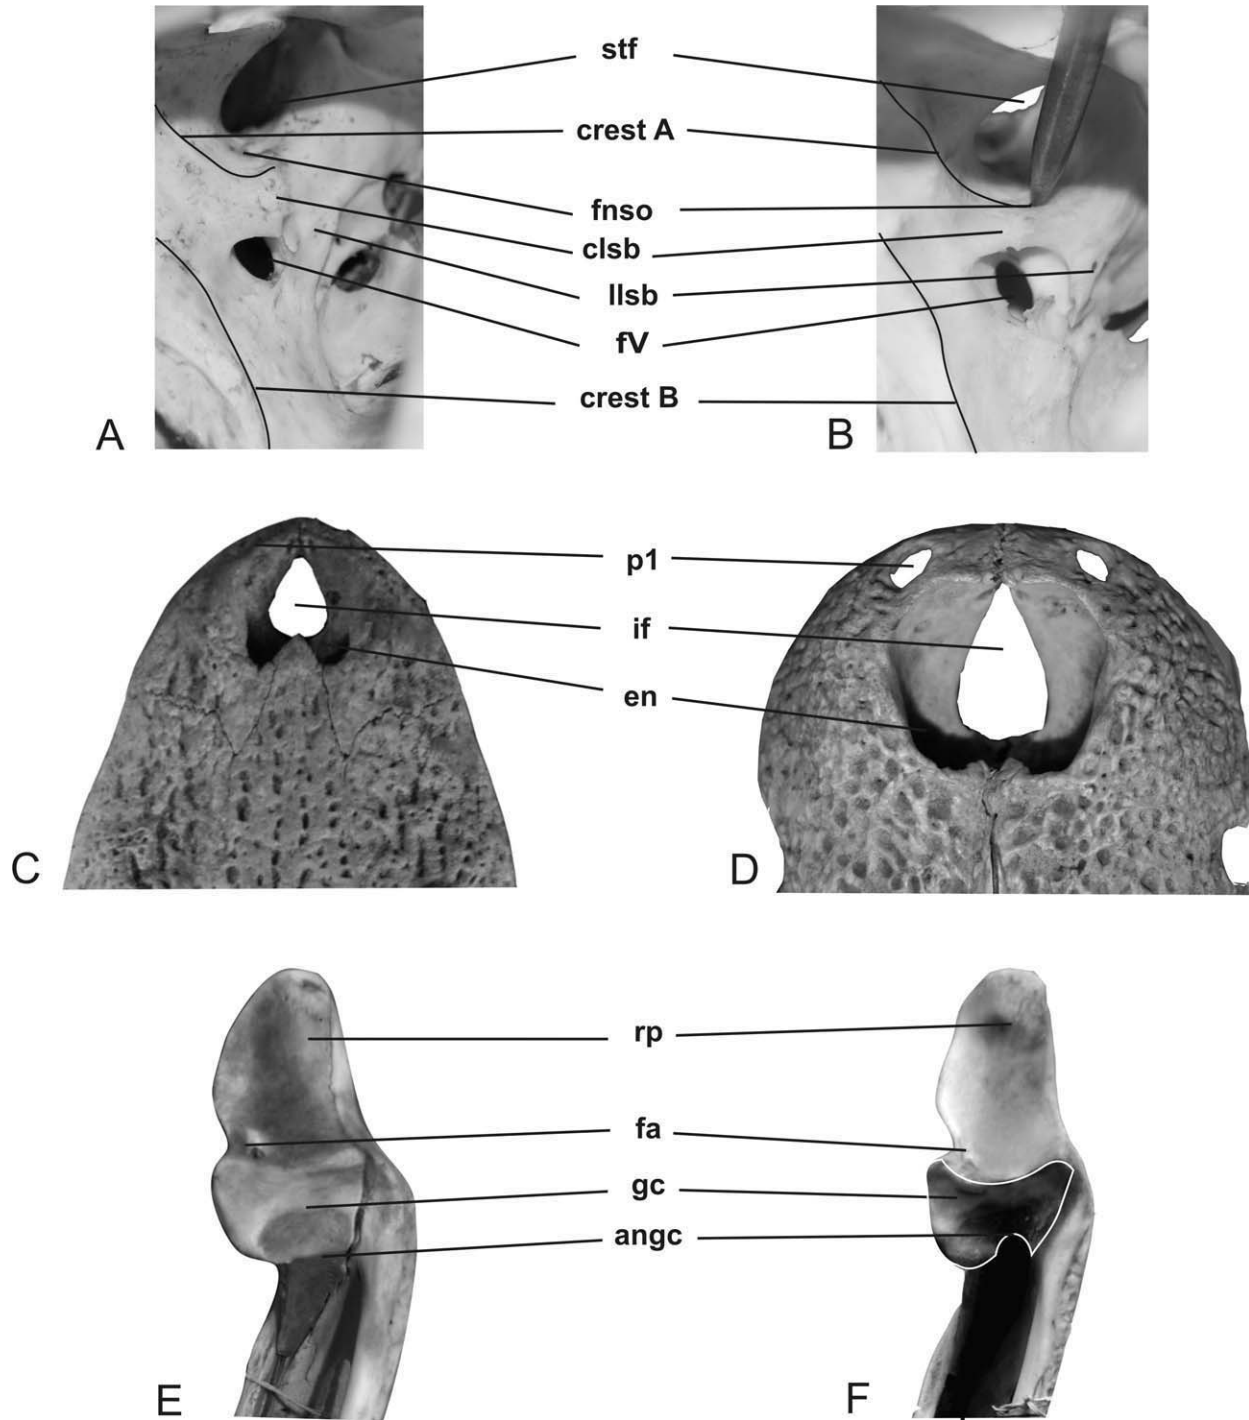 stf
crest A
fnso
clsb
llsb
fV
crest B
A
B
p1
if
en
C
D
rp
fa
gc
angc
E
F